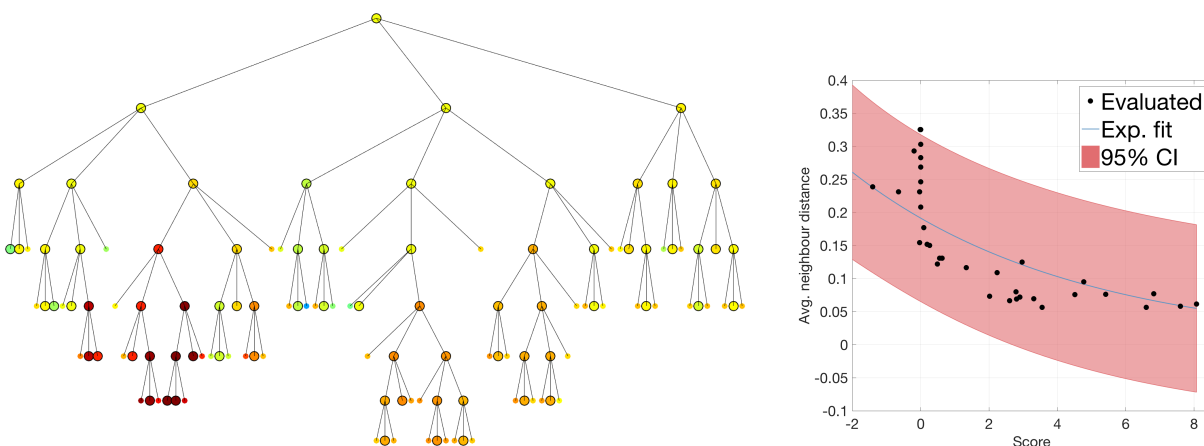 0.4
0.35
0.3
0.25
0.2
0.15
0.1
0.05
0
-0.05
-0.1
Avg. neighbour distance
Evaluated
Exp. fit
95% CI
-2 0 2 4 6 8
Score